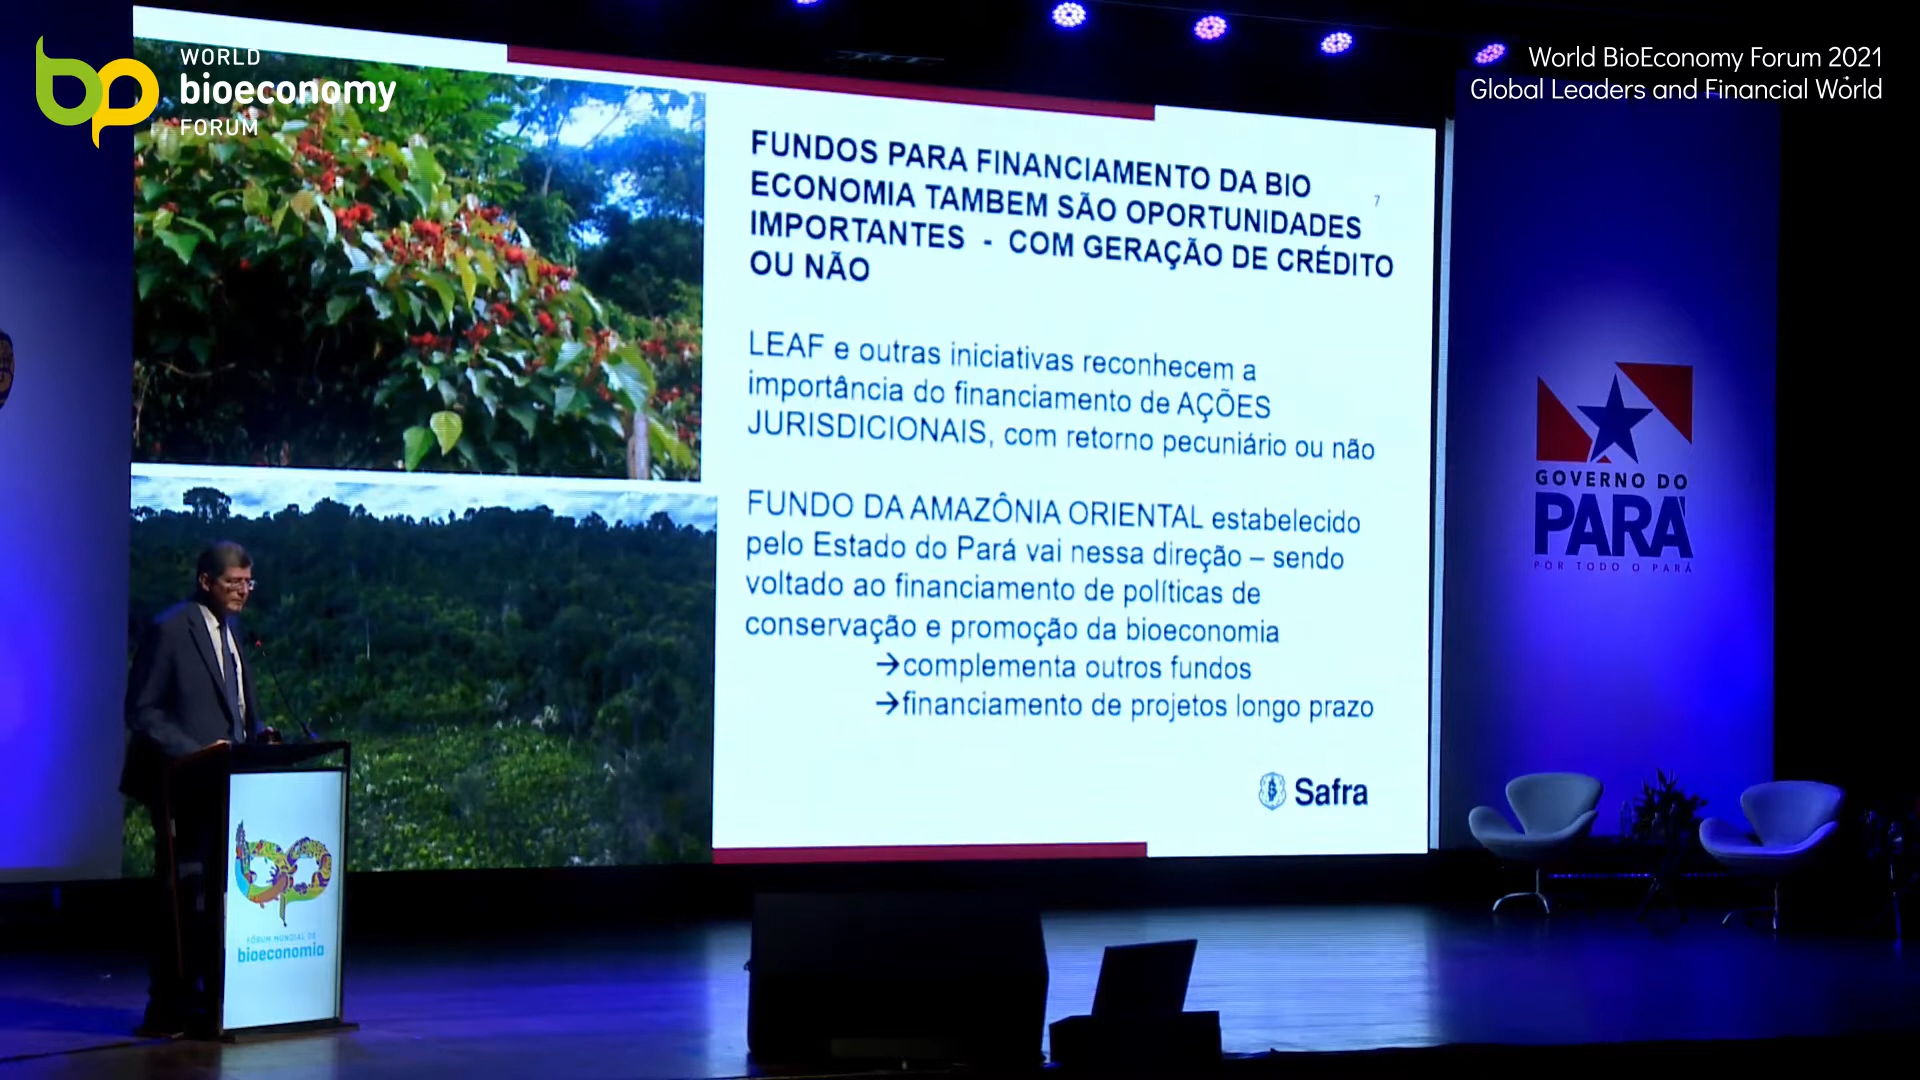 WORLD
bioeconomy
FORUM
World BioEconomy Forum 2021
Global Leaders and Financial World
FUNDOS PARA FINANCIAMENTO DA BIO
ECONOMIA TAMBEM SÃO OPORTUNIDADES
IMPORTANTES - COM GERAÇÃO DE CRÉDITO
OU NÃO
7
LEAF e outras iniciativas reconhecem a
importância do financiamento de AÇÕES
JURISDICIONAIS, com retorno pecuniário ou não
FUNDO DA AMAZÔNIA ORIENTAL estabelecido
pelo Estado do Pará vai nessa direção – sendo
voltado ao financiamento de políticas de
conservação e promoção da bioeconomia
→complementa outros fundos
→financiamento de projetos longo prazo
Safra
GOVERNO DO
PARÁ
POR TODO O PARÁ
FÓRUM MUNDIAL DE
bioeconomia